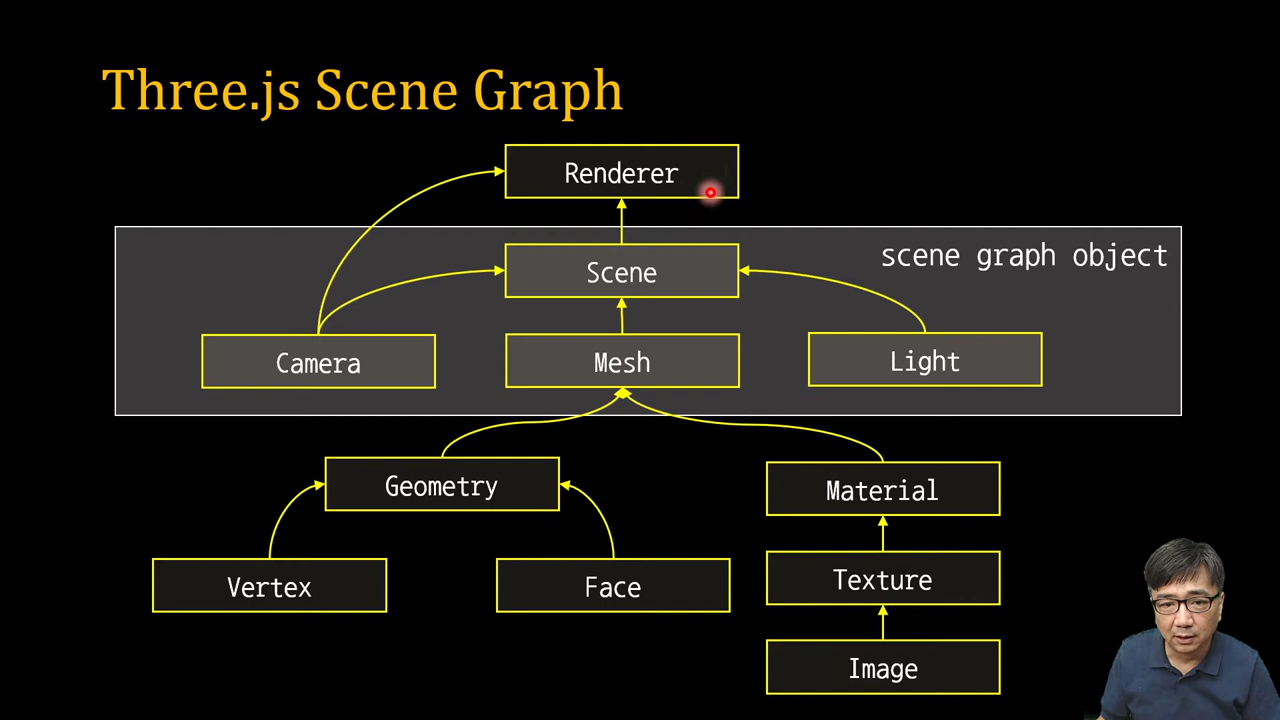 Three.js Scene Graph
Renderer
scene graph object
Scene
Camera
Mesh
Light
Geometry
Material
Vertex
Face
Texture
Image